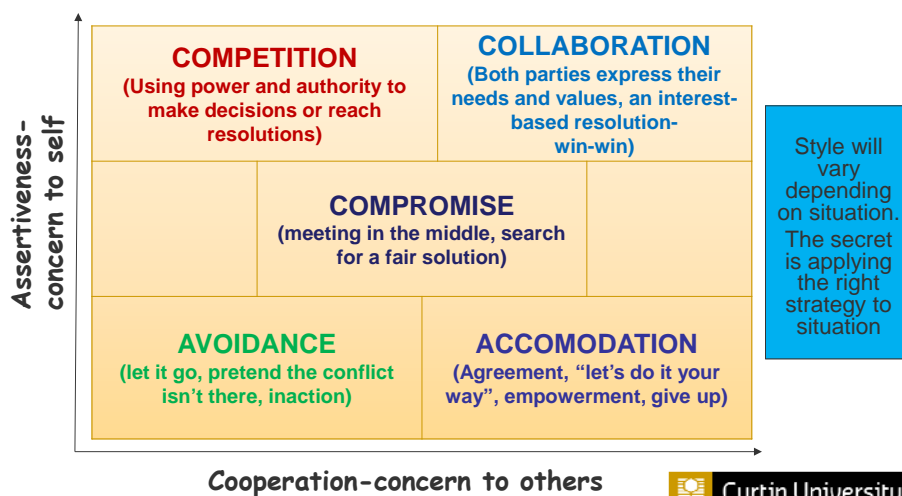 COMPETITION
(Using power and authority to
make decisions or reach
resolutions)
COLLABORATION
(Both parties express their
needs and values, an interest-
based resolution-
win-win)
COMPROMISE
(meeting in the middle, search
for a fair solution)
AVOIDANCE
(let it go, pretend the conflict
isn't there, inaction)
ACCOMODATION
(Agreement, “let's do it your
way”, empowerment, give up)
Assertiveness-
concern to self
Cooperation-concern to others
Style will
vary
depending
on situation.
The secret
is applying
the right
strategy to
situation
Curtin University